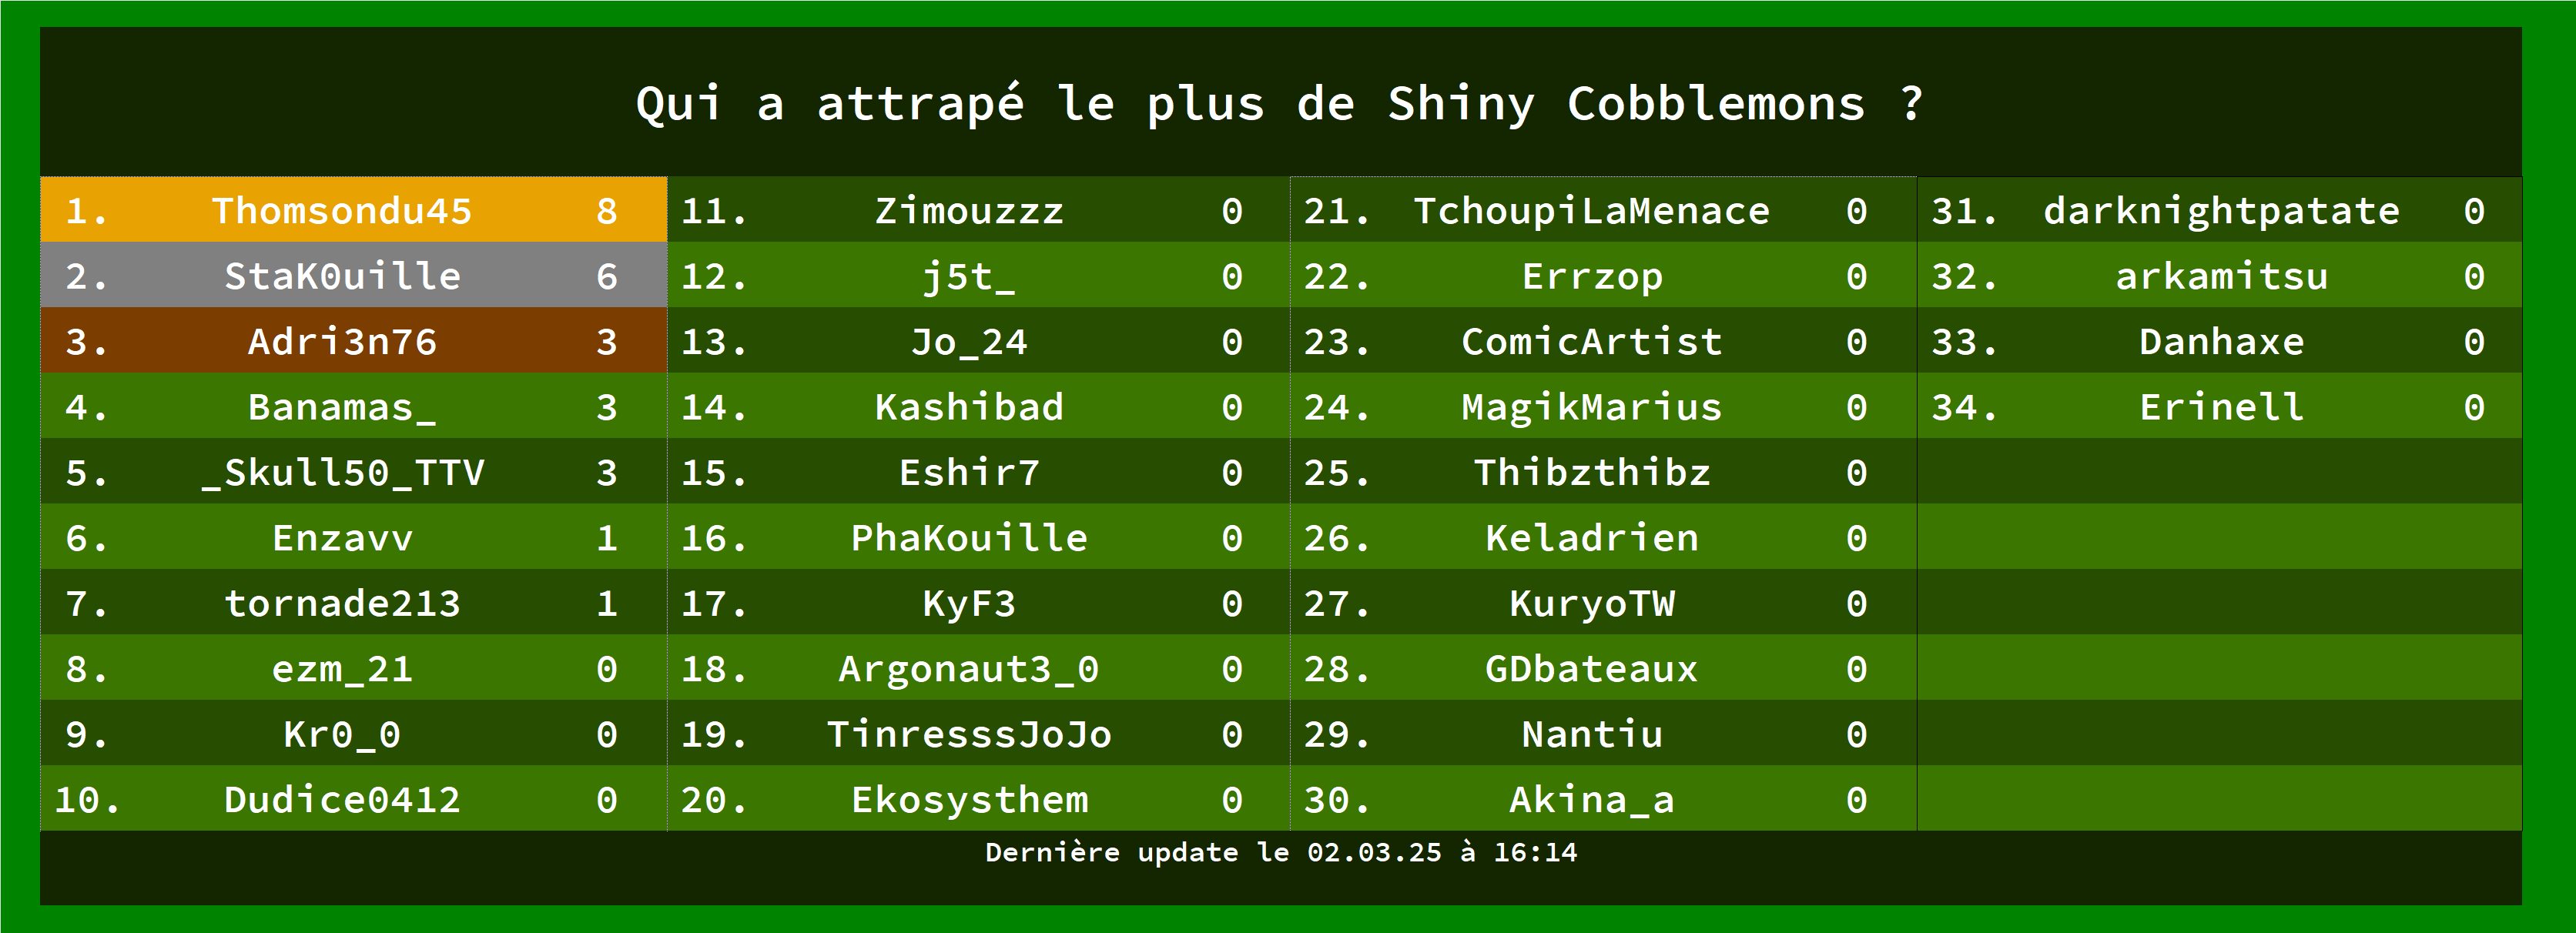 Qui a attrapé le plus de Shiny Cobblemons ?
1. Thomsondu45 8
2. StaK0uille 6
3. Adri3n76 3
4. Banamas_ 3
5. _Skull50_TTV 3
6. Enzavv 1
7. tornade213 1
8. ezm_21 0
9. Kr0_0 0
10. Dudice0412 0
11. Zimouzzz 0
12. j5t_ 0
13. Jo_24 0
14. Kashibad 0
15. Eshir7 0
16. PhaKouille 0
17. KyF3 0
18. Argonaut3_0 0
19. TinresssJoJo 0
20. Ekosysthem 0
21. TchoupiLaMenace 0
22. Errzop 0
23. ComicArtist 0
24. MagikMarius 0
25. Thibzthibz 0
26. Keladrien 0
27. KuryoTW 0
28. GDbateaux 0
29. Nantiu 0
30. Akina_a 0
31. darknightpatate 0
32. arkamitsu 0
33. Danhaxe 0
34. Erinell 0
Dernière update le 02.03.25 à 16:14